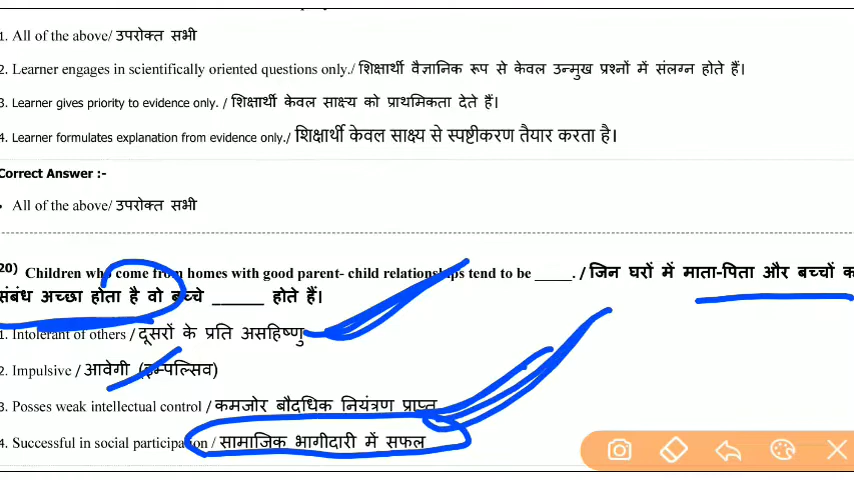 1. All of the above/ उपरोक्त सभी
2. Learner engages in scientifically oriented questions only./ शिक्षार्थी वैज्ञानिक रूप से केवल उन्मुख प्रश्नों में संलग्न होते हैं।
3. Learner gives priority to evidence only. / शिक्षार्थी केवल साक्ष्य को प्राथमिकता देते हैं।
4. Learner formulates explanation from evidence only./ शिक्षार्थी केवल साक्ष्य से स्पष्टीकरण तैयार करता है।
Correct Answer :-
• All of the above/ उपरोक्त सभी
20) Children who come from homes with good parent- child relationships tend to be _____. / जिन घरों में माता-पिता और बच्चों क
संबंध अच्छा होता है वो बच्चे ______ होते हैं।
1. Intolerant of others / दूसरों के प्रति असहिष्णु
2. Impulsive / आवेगी (इम्पल्सिव)
3. Posses weak intellectual control / कमजोर बौदधिक नियंत्रण प्राप्त
4. Successful in social participation / सामाजिक भागीदारी में सफल